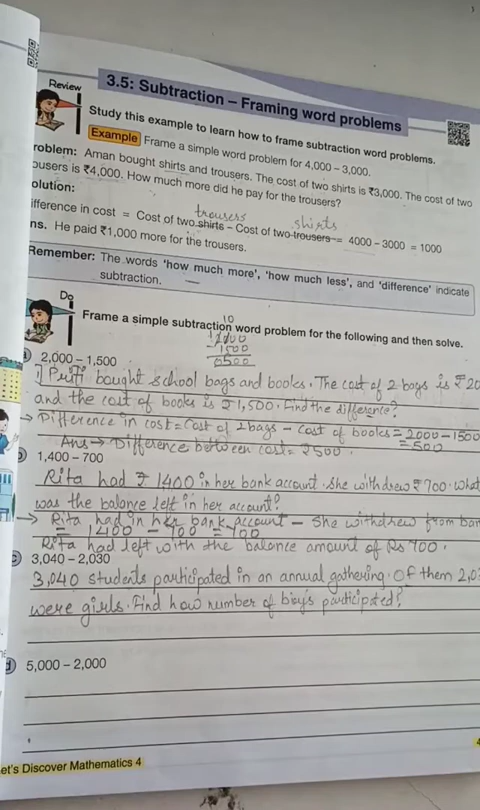 Review
3.5: Subtraction – Framing word problems
Study this example to learn how to frame subtraction word problems.
Example Frame a simple word problem for 4,000 – 3,000.
roblem: Aman bought shirts and trousers. The cost of two shirts is ₹3,000. The cost of two
ousers is ₹4,000. How much more did he pay for the trousers?
olution:
trousers shirts
ifference in cost = Cost of two shirts – Cost of two trousers = 4000 – 3000 = 1000
ns. He paid ₹1,000 more for the trousers.
Remember: The words 'how much more', 'how much less', and 'difference' indicate
subtraction.
Do
Frame a simple subtraction word problem for the following and then solve.
10
1500
0500
2,000 – 1,500
Priti bought school bags and books. The cost of 2 bags is ₹20
and the cost of books is ₹1,500. Find the difference?
→ Difference in cost = Cost of 2 bags – Cost of books = 2000 – 1500
= 500
Ans → Difference between cost = ₹500.
1,400 – 700
Rita had ₹1400 in her bank account. She withdrew ₹700. what
was the balance left in her account?
→ Rita had in her bank account – She withdrew from ban
= 1400 – 700 = 700
Rita had left with the balance amount of Rs 700.
c 3,040 – 2,030
3,040 students participated in an annual gathering. Of them 2,03
were girls. Find how number of boys participated?
d 5,000 – 2,000
et's Discover Mathematics 4
4